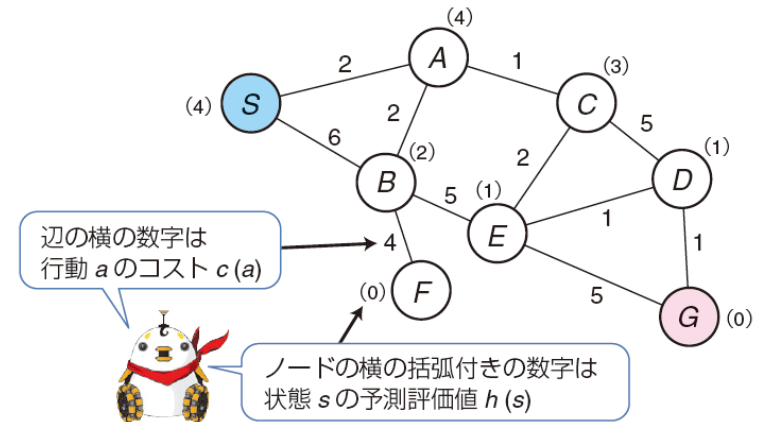 (4)
2
A
1
(3)
(4)
S
C
6
2
(2)
5
(1)
B
5
(1)
2
D
E
1
1
4
(0)
F
5
G
(0)
辺の横の数字は
行動 a のコスト c (a)
ノードの横の括弧付きの数字は
状態 s の予測評価値 h (s)